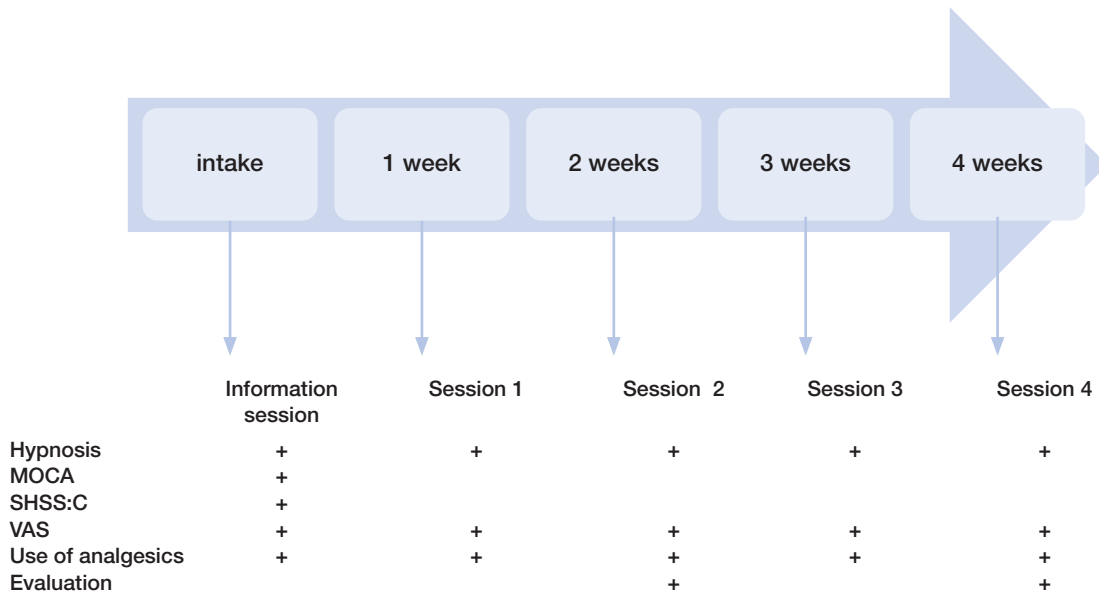 intake 1 week 2 weeks 3 weeks 4 weeks
Information Session 1 Session 2 Session 3 Session 4
session
Hypnosis + + + + +
MOCA +
SHSS:C +
VAS + + + + +
Use of analgesics + + + + +
Evaluation + +